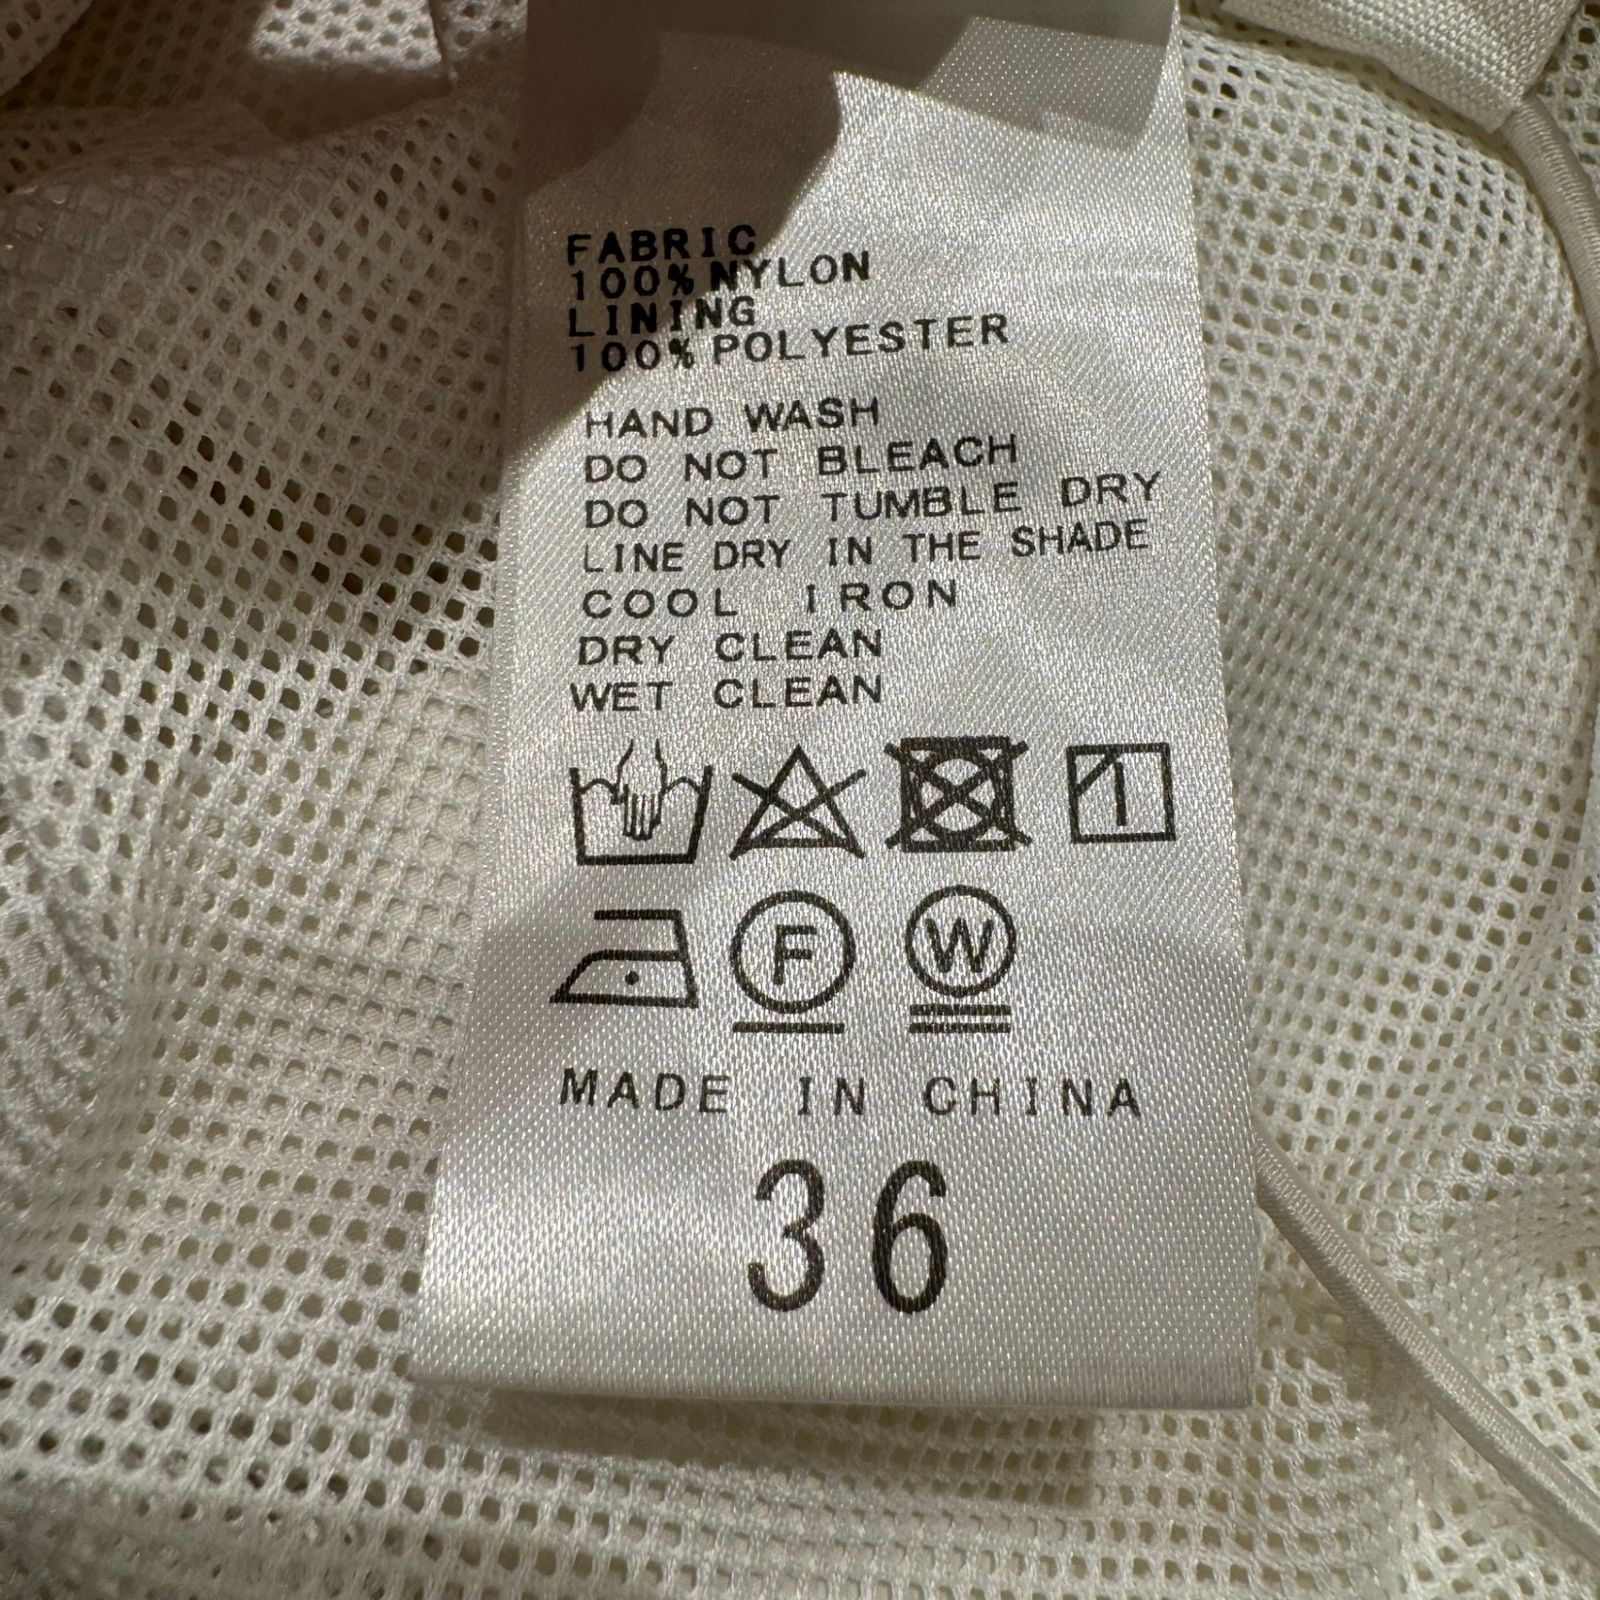 FABRIC
100% NYLON
LINING
100% POLYESTER
HAND WASH
DO NOT BLEACH
DO NOT TUMBLE DRY
LINE DRY IN THE SHADE
COOL IRON
DRY CLEAN
WET CLEAN
F W
MADE IN CHINA
36